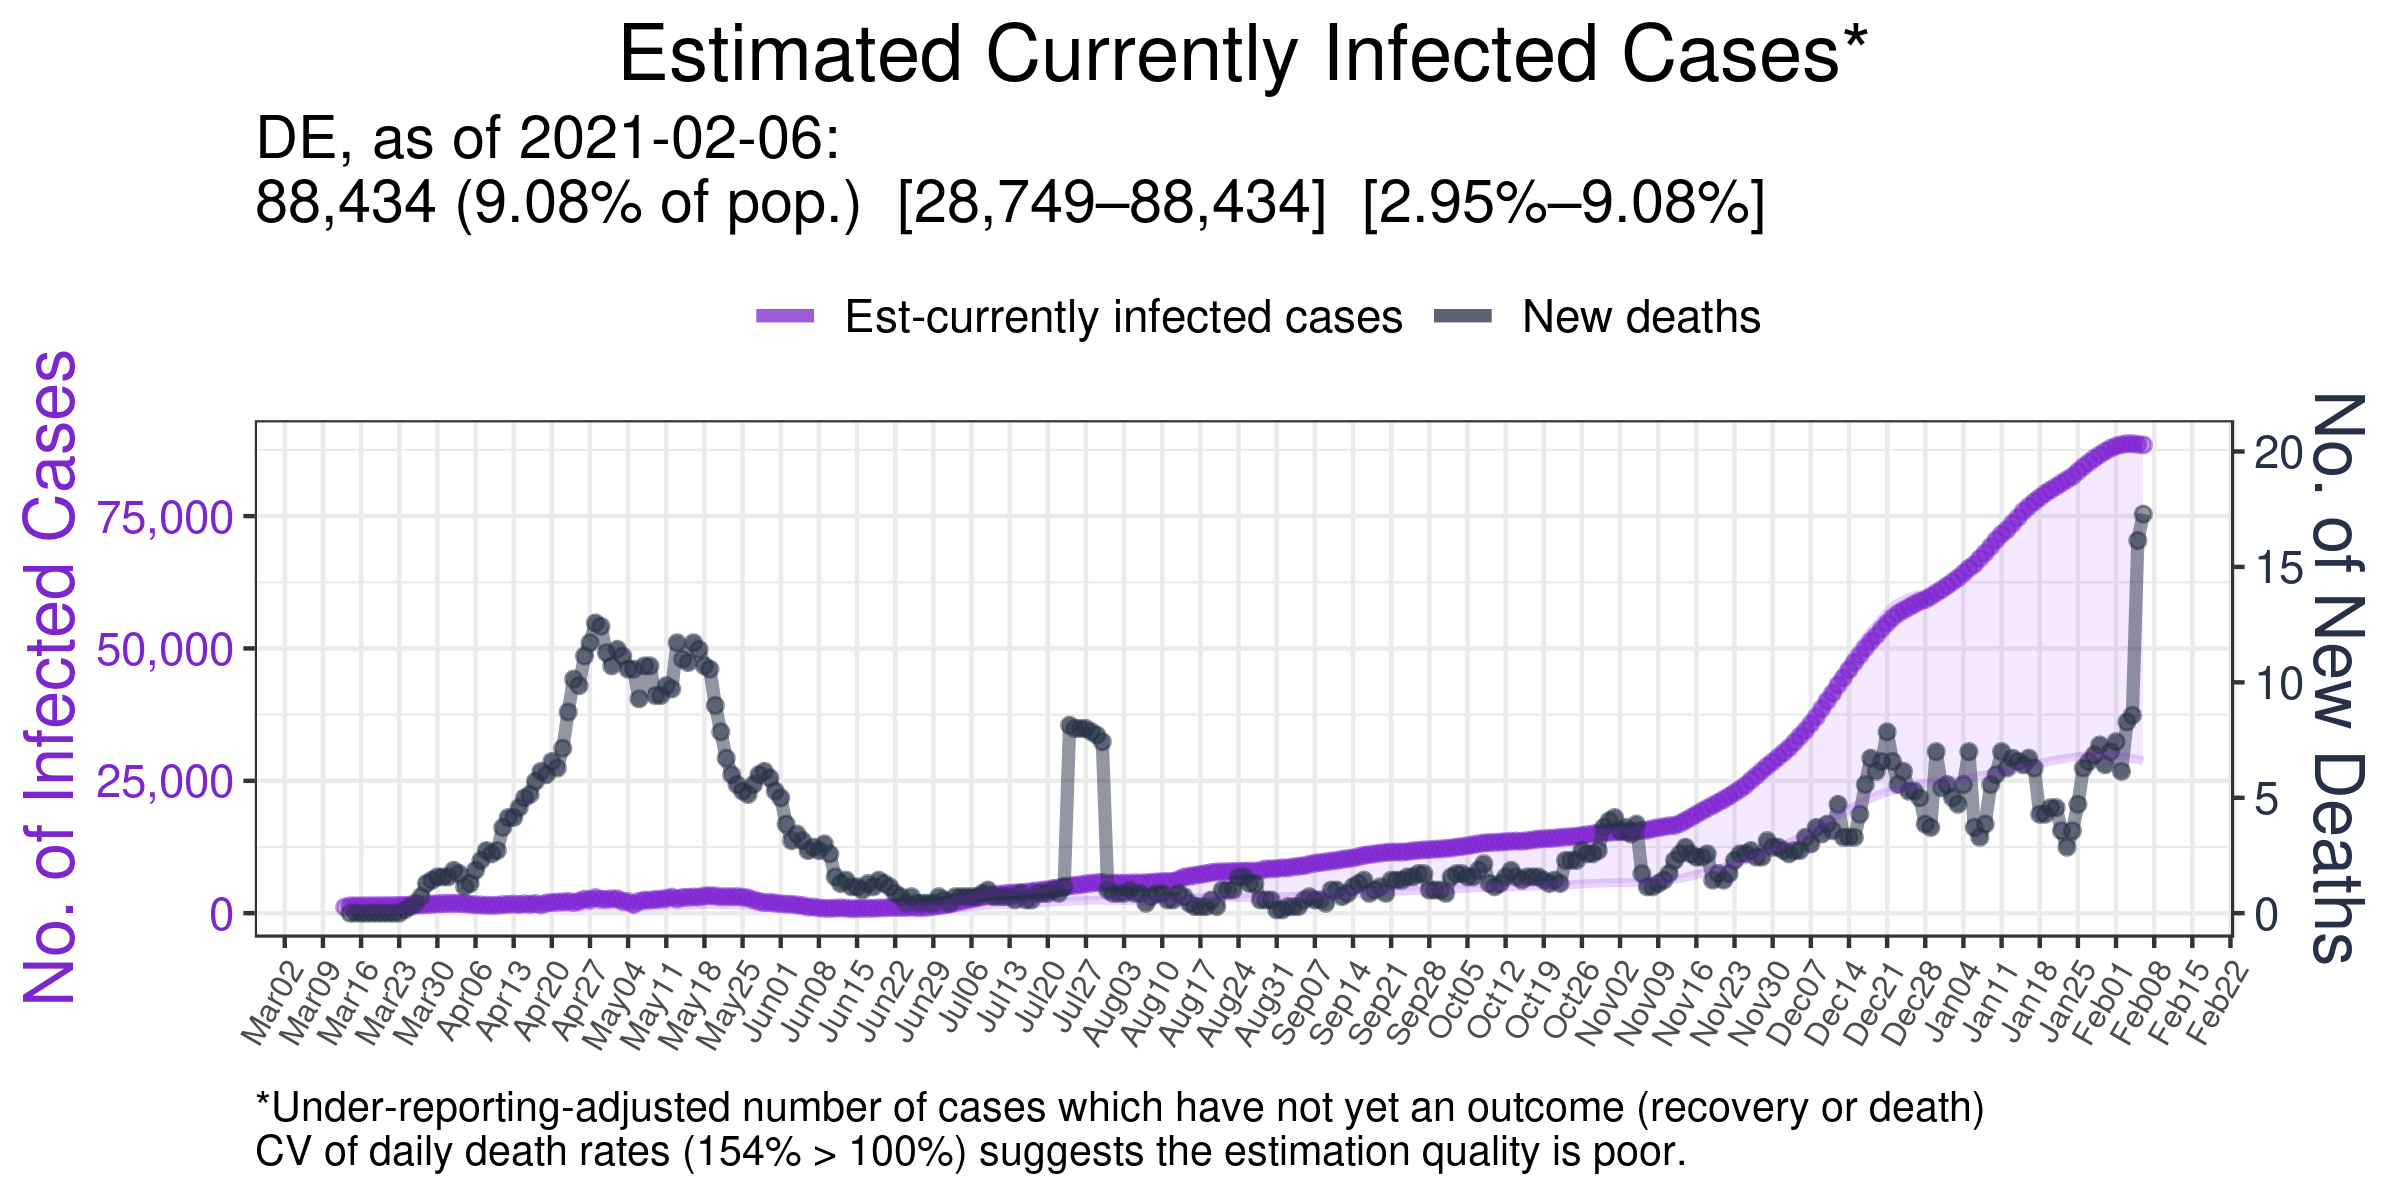 Estimated Currently Infected Cases*
DE, as of 2021-02-06:
88,434 (9.08% of pop.) [28,749–88,434] [2.95%–9.08%]
Est-currently infected cases
New deaths
No. of Infected Cases
75,000
50,000
25,000
0
20
15
10
5
0
No. of New Deaths
Mar02
Mar09
Mar16
Mar23
Mar30
Apr06
Apr13
Apr20
Apr27
May04
May11
May18
May25
Jun01
Jun08
Jun15
Jun22
Jun29
Jul06
Jul13
Jul20
Jul27
Aug03
Aug10
Aug17
Aug24
Aug31
Sep07
Sep14
Sep21
Sep28
Oct05
Oct12
Oct19
Oct26
Nov02
Nov09
Nov16
Nov23
Nov30
Dec07
Dec14
Dec21
Dec28
Jan04
Jan11
Jan18
Jan25
Feb01
Feb08
Feb15
Feb22
*Under-reporting-adjusted number of cases which have not yet an outcome (recovery or death)
CV of daily death rates (154% > 100%) suggests the estimation quality is poor.